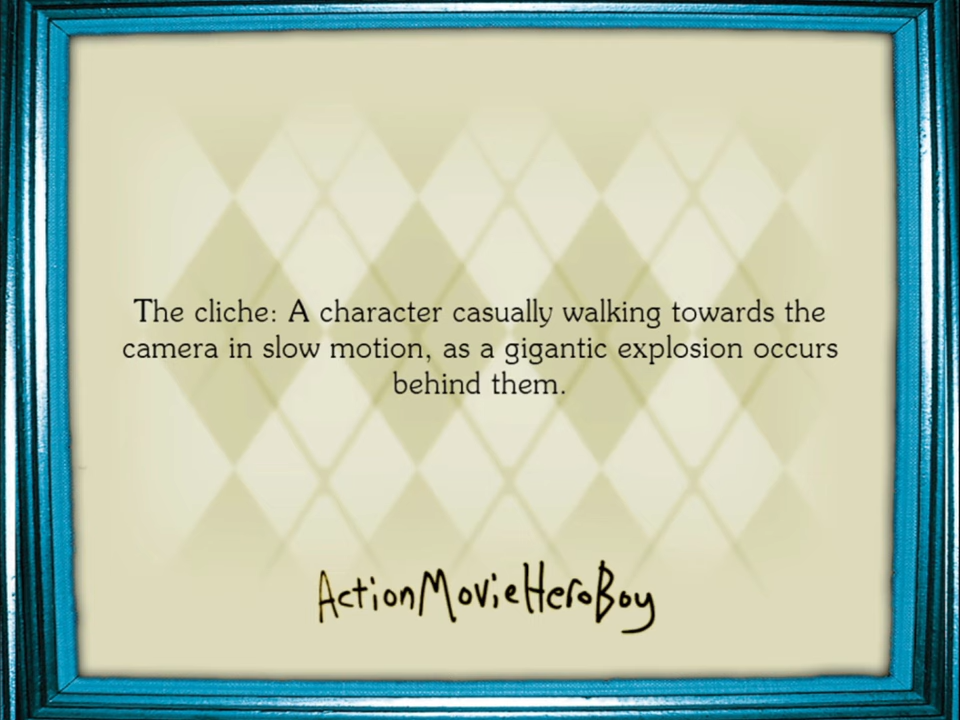 The cliche: A character casually walking towards the
camera in slow motion, as a gigantic explosion occurs
behind them.
ActionMovieHeroBoy